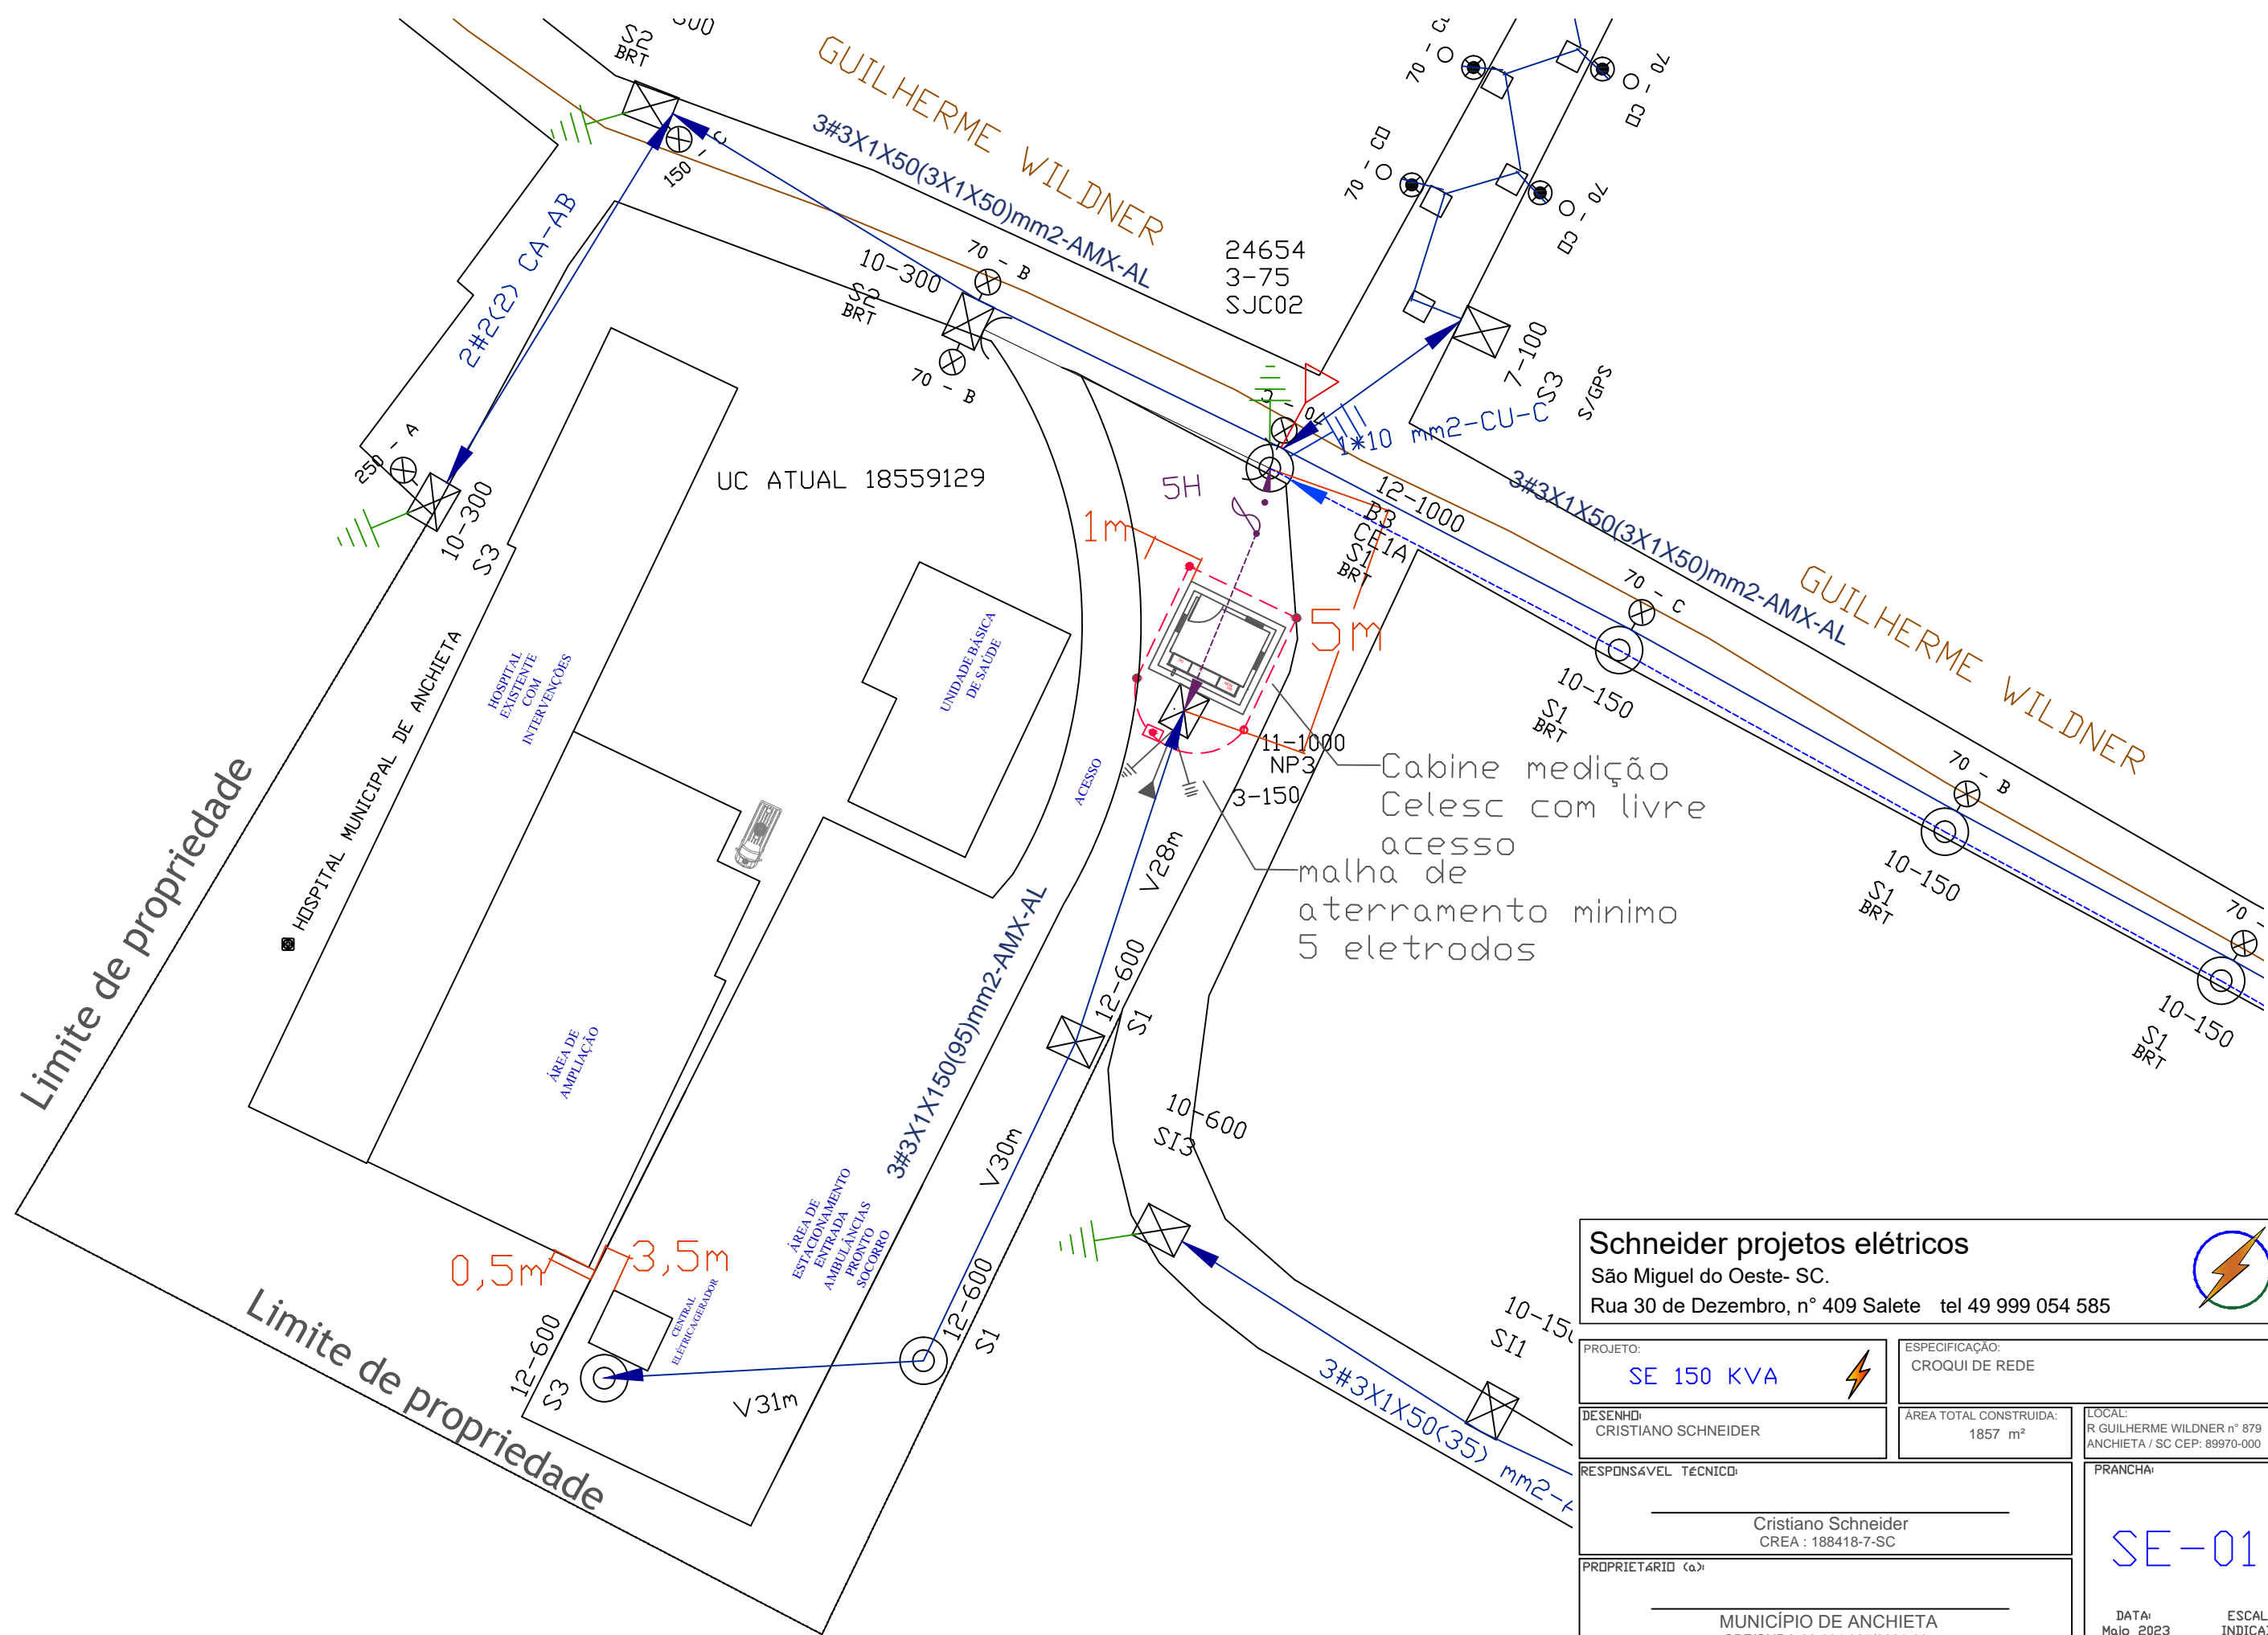 S2
BRT
GUILHERME WILDNER
3#3X1X50(3X1X50)mm2-AMX-AL
150 - C
2#2(2) CA-AB
10-300
S2
BRT
70 - B
70 - B
24654
3-75
SJC02
70 - CO
70 - CO
70 - CO
7-100
S3
S/GPS
1*10 mm2-CU-C
250 - A
10-300
S3
UC ATUAL 18559129
5H
1m
5m
12-1000
B3
CE1A
S1
BRT
3#3X1X50(3X1X50)mm2-AMX-AL
GUILHERME WILDNER
70 - C
10-150
S1
BRT
70 - B
10-150
S1
BRT
70 -
10-150
S1
BRT
HOSPITAL MUNICIPAL DE ANCHIETA
HOSPITAL
EXISTENTE
COM
INTERVENÇÕES
UNIDADE BÁSICA
DE SAÚDE
ACESSO
11-1000
NP3
3-150
Cabine medição
Celesc com livre
acesso
malha de
aterramento minimo
5 eletrodos
V28m
12-600
S1
Limite de propriedade
ÁREA DE
AMPLIAÇÃO
3#3X1X150(95)mm2-AMX-AL
V30m
10-600
SI3
ÁREA DE
ESTACIONAMENTO
ENTRADA
AMBULÂNCIAS
PRONTO
SOCORRO
0,5m
3,5m
CENTRAL
ELÉTRICA/GERADOR
12-600
S3
12-600
S1
V31m
Limite de propriedade
10-150
SI1
3#3X1X50(35) mm2-A
Schneider projetos elétricos
São Miguel do Oeste- SC.
Rua 30 de Dezembro, n° 409 Salete tel 49 999 054 585
PROJETO:
SE 150 KVA
ESPECIFICAÇÃO:
CROQUI DE REDE
DESENHO:
CRISTIANO SCHNEIDER
ÁREA TOTAL CONSTRUIDA:
1857 m²
LOCAL:
R GUILHERME WILDNER n° 879
ANCHIETA / SC CEP: 89970-000
RESPONSÁVEL TÉCNICO:
Cristiano Schneider
CREA : 188418-7-SC
PRANCHA:
SE-01
PROPRIETÁRIO (a):
MUNICÍPIO DE ANCHIETA
DATA:
Maio 2023
ESCAL
INDICA